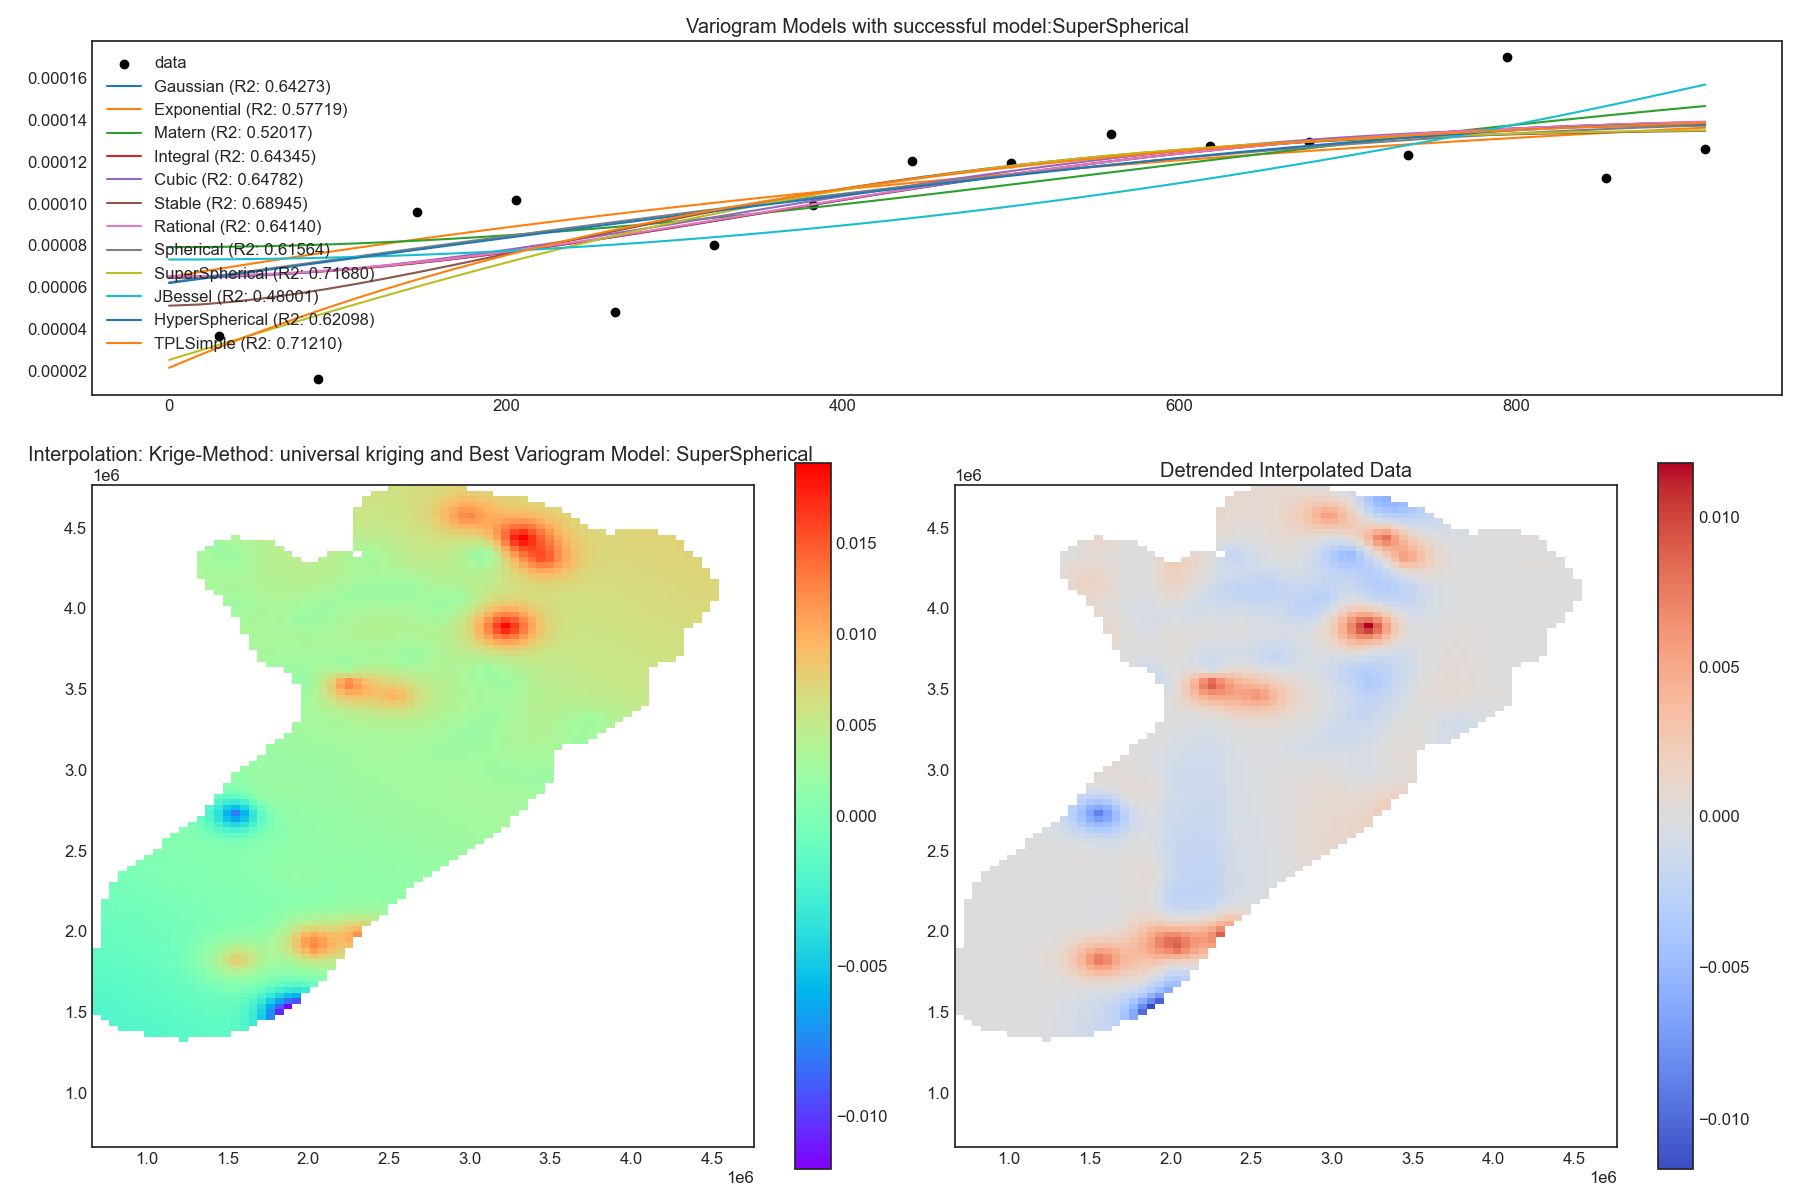 Variogram Models with successful model:SuperSpherical
data
Gaussian (R2: 0.64273)
Exponential (R2: 0.57719)
Matern (R2: 0.52017)
Integral (R2: 0.64345)
Cubic (R2: 0.64782)
Stable (R2: 0.68945)
Rational (R2: 0.64140)
Spherical (R2: 0.61564)
SuperSpherical (R2: 0.71680)
JBessel (R2: 0.48001)
HyperSpherical (R2: 0.62098)
TPLSimple (R2: 0.71210)
0.00016
0.00014
0.00012
0.00010
0.00008
0.00006
0.00004
0.00002
0 200 400 600 800
Interpolation: Krige-Method: universal kriging and Best Variogram Model: SuperSpherical
1e6
4.5
4.0
3.5
3.0
2.5
2.0
1.5
1.0
1.0 1.5 2.0 2.5 3.0 3.5 4.0 4.5
1e6
0.015
0.010
0.005
0.000
−0.005
−0.010
Detrended Interpolated Data
1e6
4.5
4.0
3.5
3.0
2.5
2.0
1.5
1.0
1.0 1.5 2.0 2.5 3.0 3.5 4.0 4.5
1e6
0.010
0.005
0.000
−0.005
−0.010